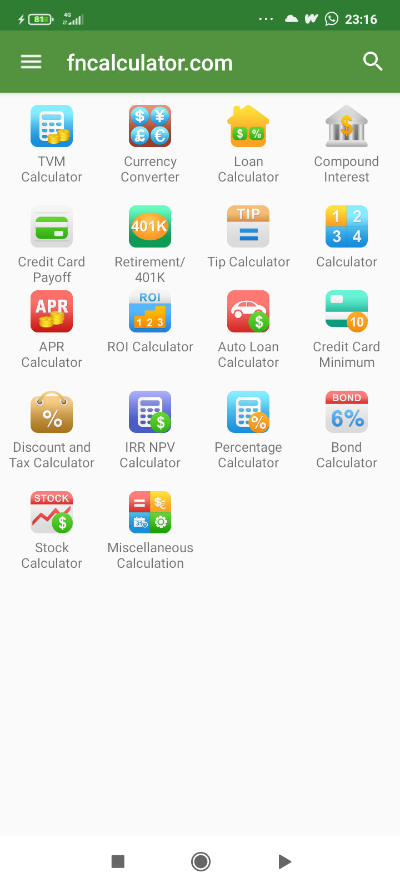 81
4G
23:16
fncalculator.com
TVM
Calculator
$ ¥
£ €
Currency
Converter
$ %
Loan
Calculator
$
Compound
Interest
Credit Card
Payoff
401K
Retirement/
401K
TIP
Tip Calculator
1 2
3 4
Calculator
APR
APR
Calculator
ROI
1 2 3
ROI Calculator
$
Auto Loan
Calculator
10
Credit Card
Minimum
%
Discount and
Tax Calculator
$
IRR NPV
Calculator
%
Percentage
Calculator
BOND
6%
Bond
Calculator
STOCK
$
Stock
Calculator
Miscellaneous
Calculation